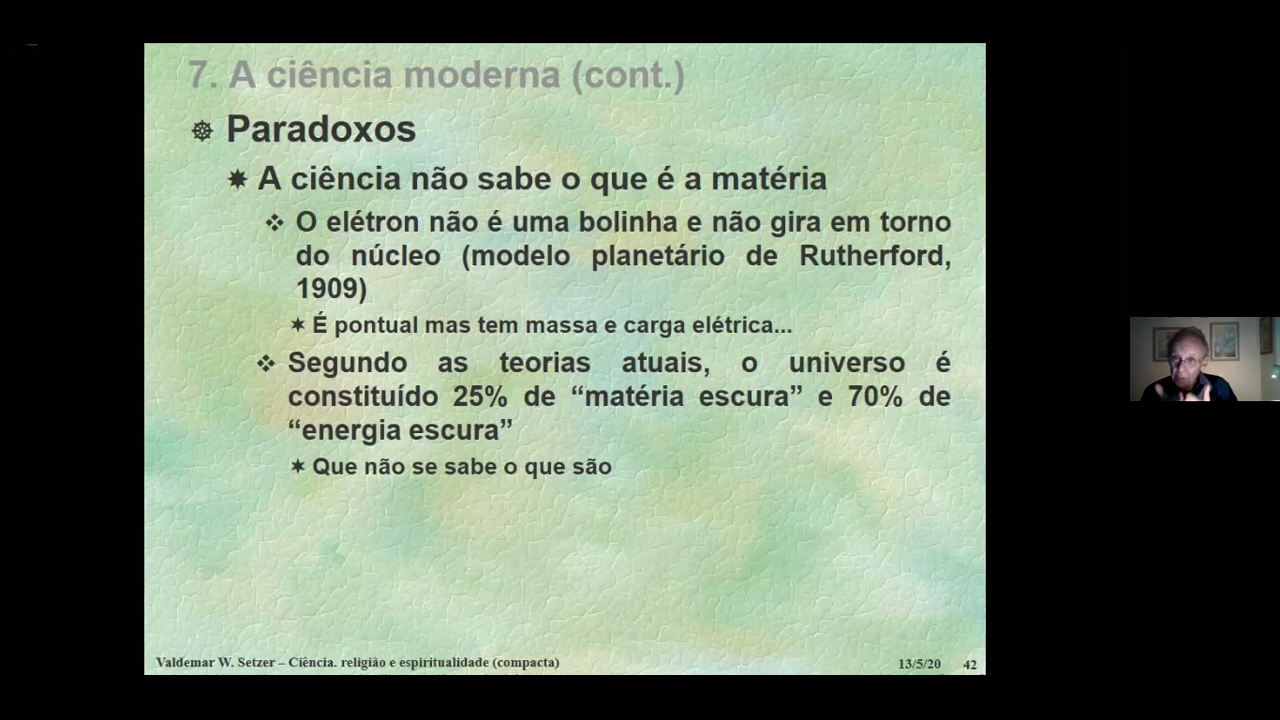 7. A ciência moderna (cont.)
Paradoxos
A ciência não sabe o que é a matéria
O elétron não é uma bolinha e não gira em torno
do núcleo (modelo planetário de Rutherford,
1909)
É pontual mas tem massa e carga elétrica...
Segundo as teorias atuais, o universo é
constituído 25% de “matéria escura” e 70% de
“energia escura”
Que não se sabe o que são
Valdemar W. Setzer – Ciência. religião e espiritualidade (compacta)
13/5/20 42